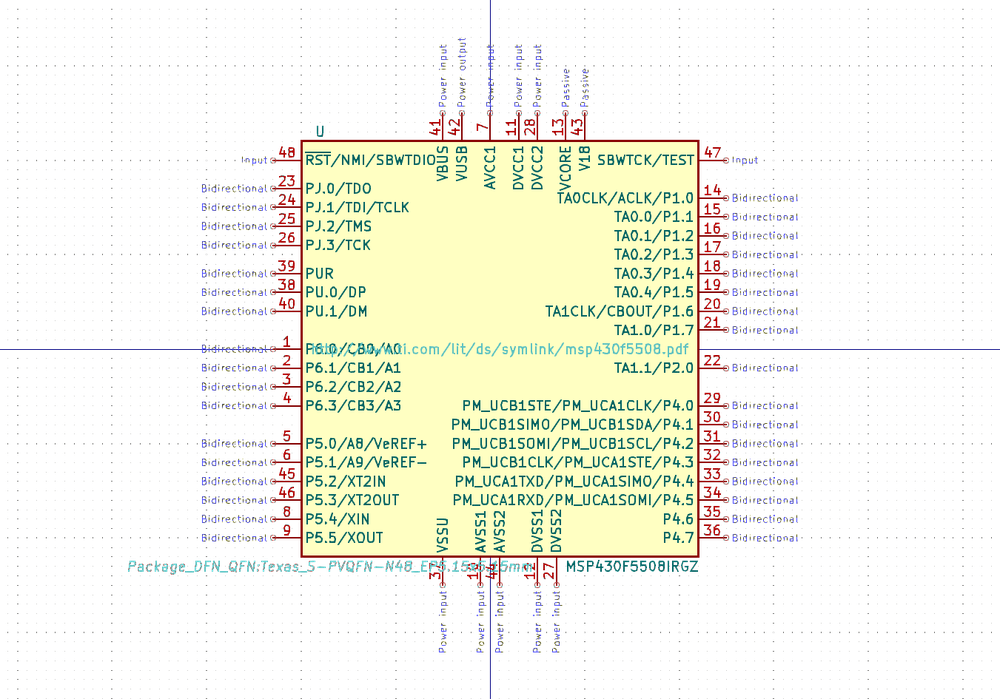 Power input
Power output
Power input
Power input
Power input
Passive
Passive
41
42
7
11
28
13
43
U
VBUS
VUSB
AVCC1
DVCC1
DVCC2
VCORE
V18
Input 48 RST/NMI/SBWTDIO
SBWTCK/TEST 47 Input
Bidirectional 23 PJ.0/TDO
Bidirectional 24 PJ.1/TDI/TCLK
Bidirectional 25 PJ.2/TMS
Bidirectional 26 PJ.3/TCK
Bidirectional 39 PUR
Bidirectional 38 PU.0/DP
Bidirectional 40 PU.1/DM
Bidirectional 1 P6.0/CB0/A0
Bidirectional 2 P6.1/CB1/A1
Bidirectional 3 P6.2/CB2/A2
Bidirectional 4 P6.3/CB3/A3
Bidirectional 5 P5.0/A8/VeREF+
Bidirectional 6 P5.1/A9/VeREF-
Bidirectional 45 P5.2/XT2IN
Bidirectional 46 P5.3/XT2OUT
Bidirectional 8 P5.4/XIN
Bidirectional 9 P5.5/XOUT
TA0CLK/ACLK/P1.0 14 Bidirectional
TA0.0/P1.1 15 Bidirectional
TA0.1/P1.2 16 Bidirectional
TA0.2/P1.3 17 Bidirectional
TA0.3/P1.4 18 Bidirectional
TA0.4/P1.5 19 Bidirectional
TA1CLK/CBOUT/P1.6 20 Bidirectional
TA1.0/P1.7 21 Bidirectional
.ti.com/lit/ds/symlink/msp430f5508.pdf
TA1.1/P2.0 22 Bidirectional
PM_UCB1STE/PM_UCA1CLK/P4.0 29 Bidirectional
PM_UCB1SIMO/PM_UCB1SDA/P4.1 30 Bidirectional
PM_UCB1SOMI/PM_UCB1SCL/P4.2 31 Bidirectional
PM_UCB1CLK/PM_UCA1STE/P4.3 32 Bidirectional
PM_UCA1TXD/PM_UCA1SIMO/P4.4 33 Bidirectional
PM_UCA1RXD/PM_UCA1SOMI/P4.5 34 Bidirectional
P4.6 35 Bidirectional
P4.7 36 Bidirectional
VSSU
AVSS1
AVSS2
DVSS1
DVSS2
Package_DFN_QFN:Texas_S-PVQFN-N48
MSP430F5508IRGZ
12
27
Power input
Power input
Power input
Power input
Power input